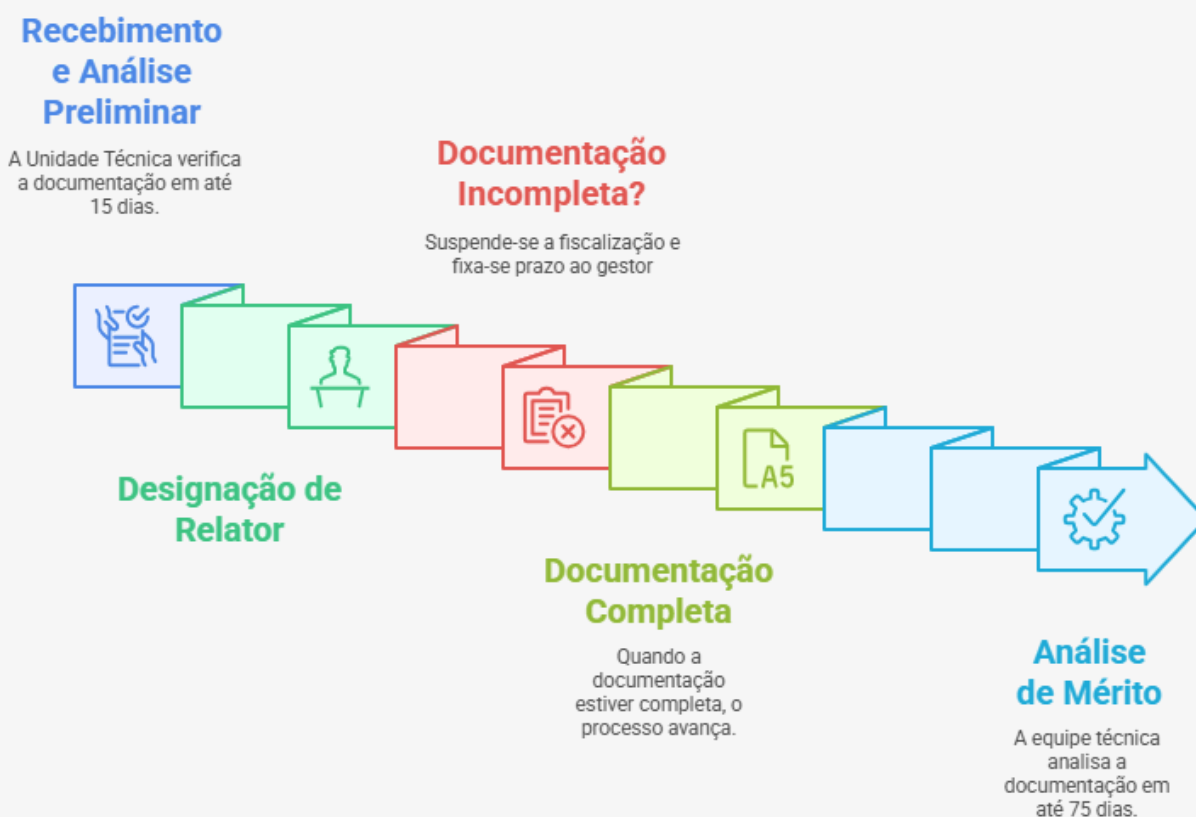 Recebimento
e Análise
Preliminar
A Unidade Técnica verifica
a documentação em até
15 dias.
Documentação
Incompleta?
Suspende-se a fiscalização e
fixa-se prazo ao gestor
A5
Designação de
Relator
Documentação
Completa
Quando a
documentação
estiver completa, o
processo avança.
Análise
de Mérito
A equipe técnica
analisa a
documentação em
até 75 dias.